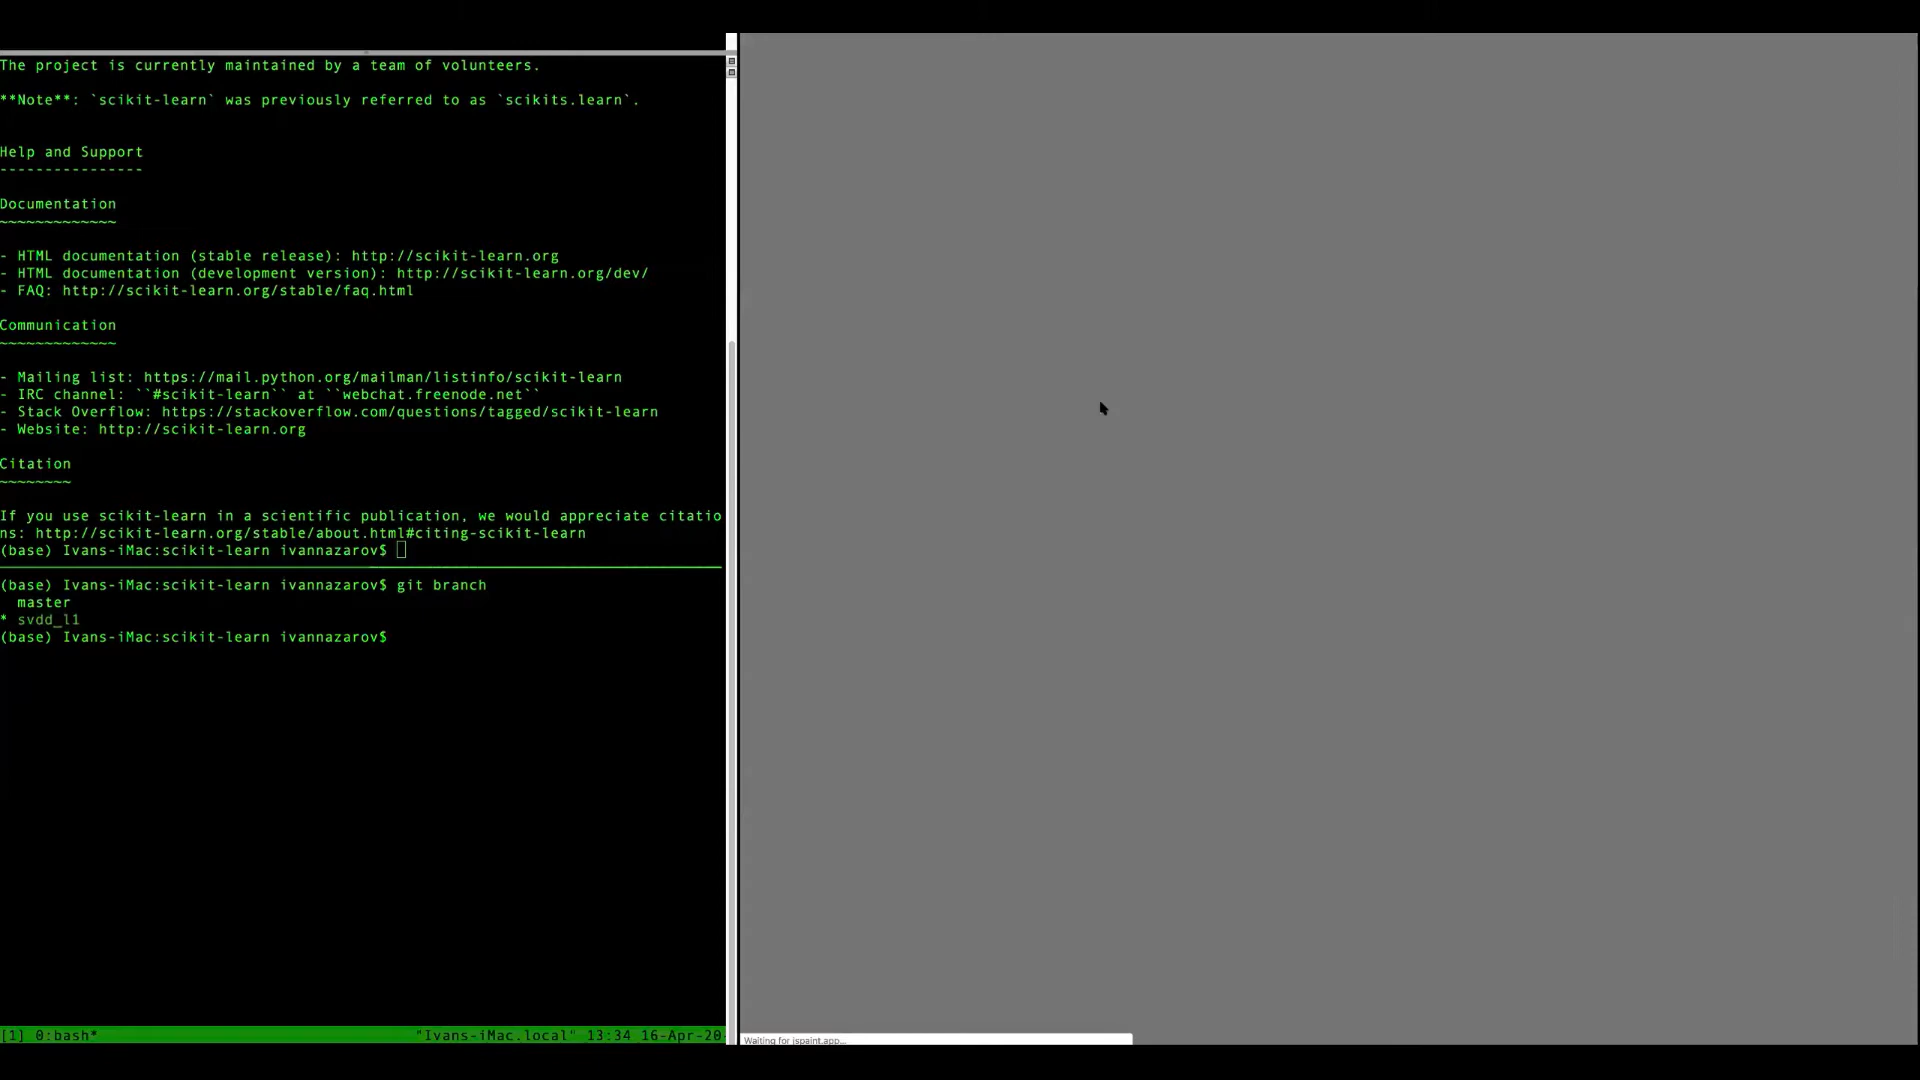 The project is currently maintained by a team of volunteers.
**Note**: `scikit-learn` was previously referred to as `scikits.learn`.
Help and Support
----------------
Documentation
~~~~~~~~~~~~~
- HTML documentation (stable release): http://scikit-learn.org
- HTML documentation (development version): http://scikit-learn.org/dev/
- FAQ: http://scikit-learn.org/stable/faq.html
Communication
~~~~~~~~~~~~~
- Mailing list: https://mail.python.org/mailman/listinfo/scikit-learn
- IRC channel: ``#scikit-learn`` at ``webchat.freenode.net``
- Stack Overflow: https://stackoverflow.com/questions/tagged/scikit-learn
- Website: http://scikit-learn.org
Citation
~~~~~~~~
If you use scikit-learn in a scientific publication, we would appreciate citatio
ns: http://scikit-learn.org/stable/about.html#citing-scikit-learn
(base) Ivans-iMac:scikit-learn ivannazarov$
(base) Ivans-iMac:scikit-learn ivannazarov$ git branch
master
* svdd_l1
(base) Ivans-iMac:scikit-learn ivannazarov$
[1] 0:bash* "Ivans-iMac.local" 13:34 16-Apr-20
Waiting for jspaint.app...